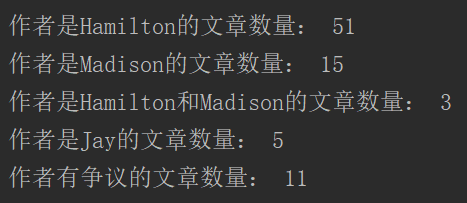 作者是Hamilton的文章数量： 51
作者是Madison的文章数量： 15
作者是Hamilton和Madison的文章数量： 3
作者是Jay的文章数量： 5
作者有争议的文章数量： 11